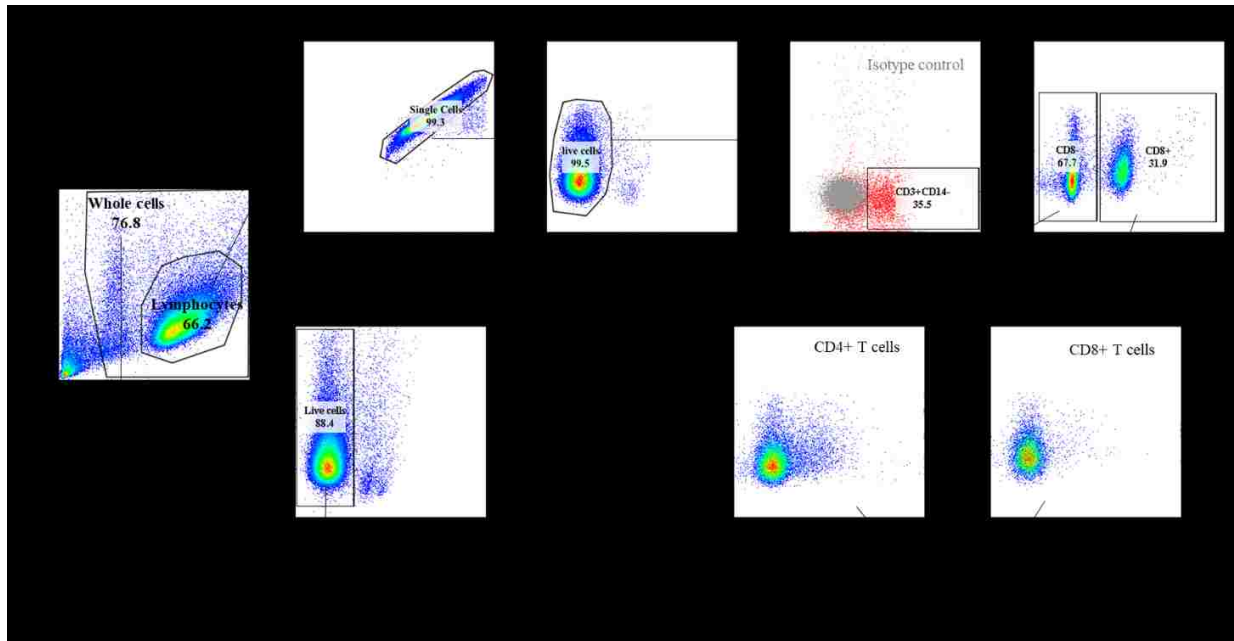 Whole cells
76.8
Lymphocytes
66.2
Single Cells
99.3
live cells
99.5
Isotype control
CD3+CD14-
35.5
CD8-
67.7
CD8+
31.9
Live cells
88.4
CD4+ T cells
CD8+ T cells